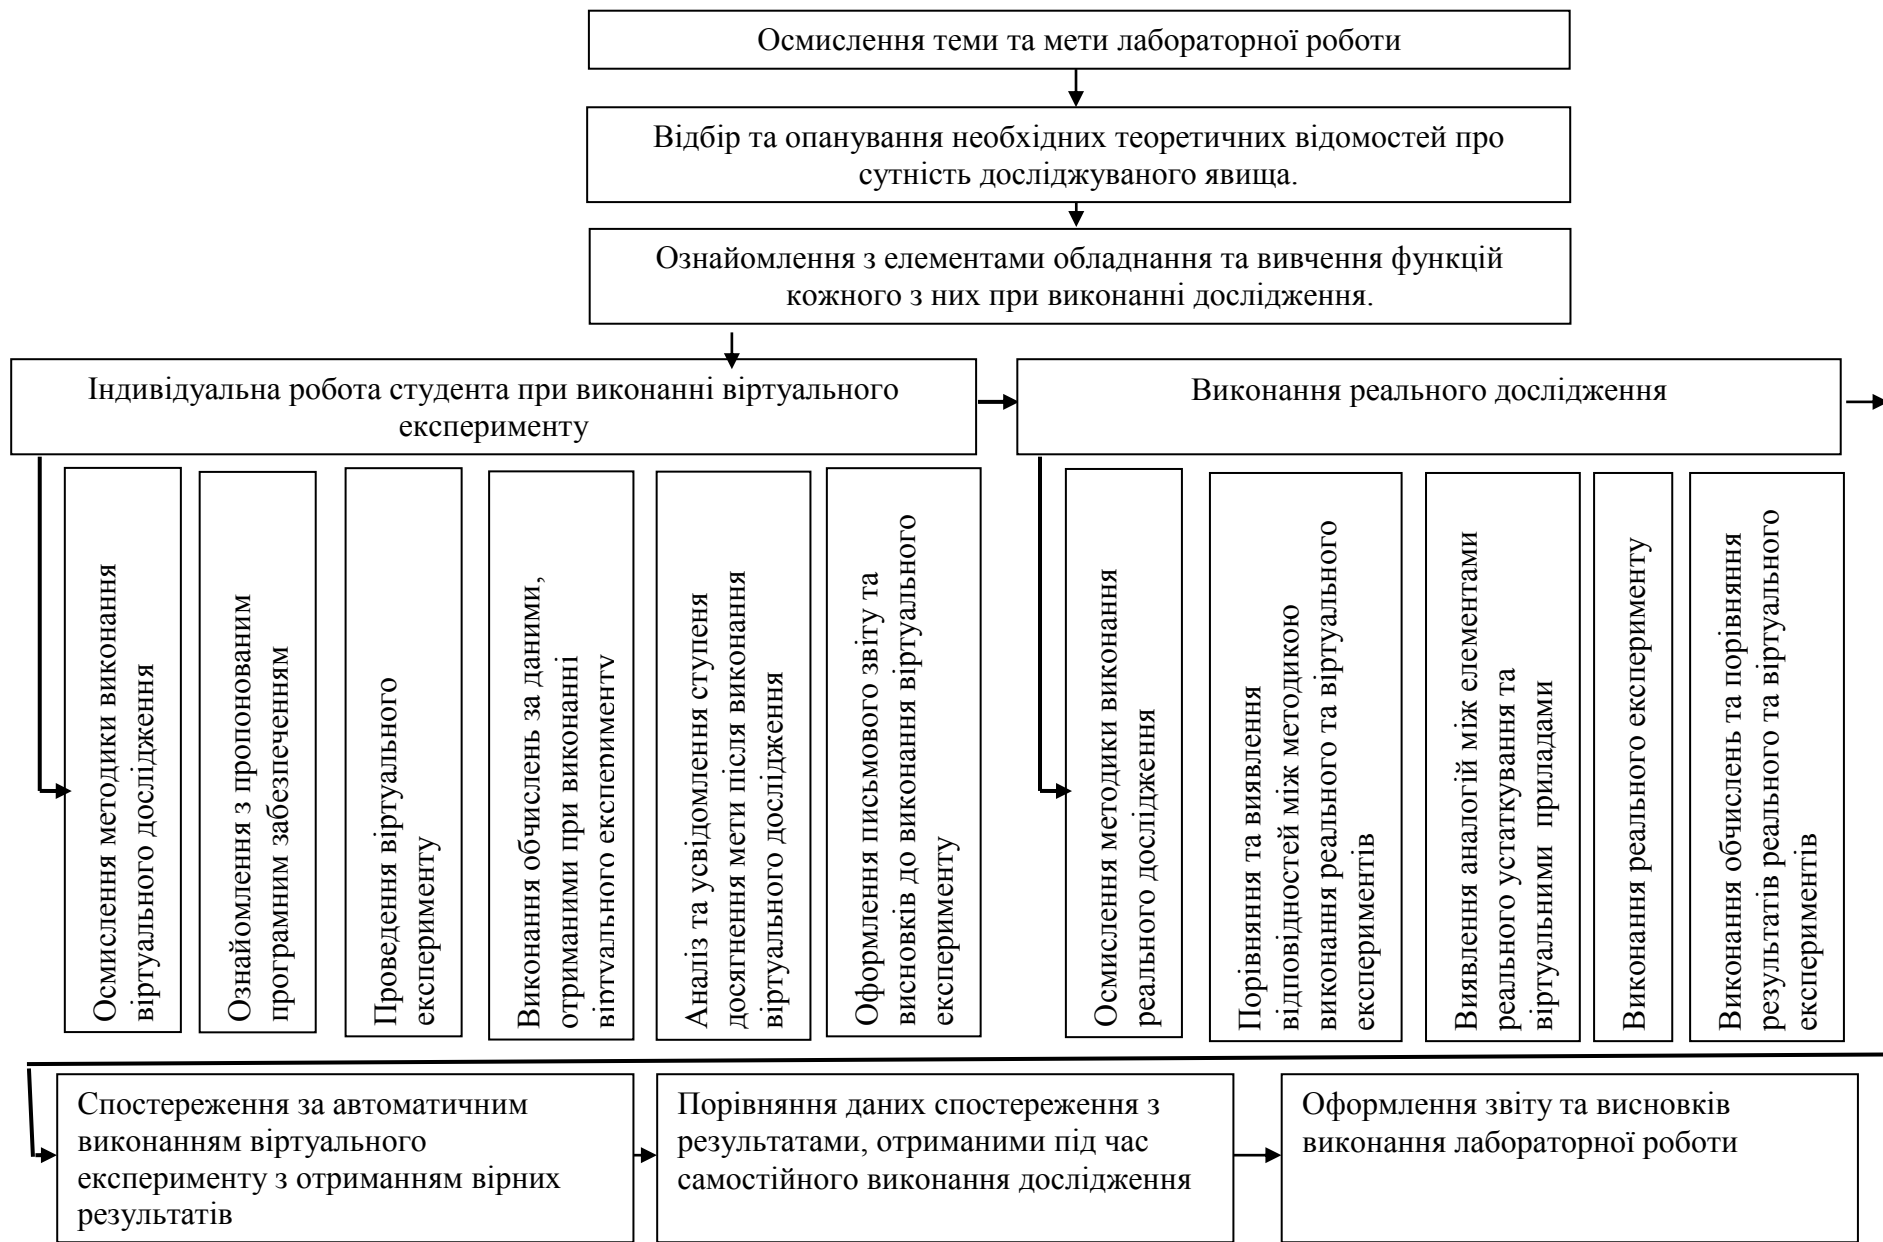 Осмислення теми та мети лабораторної роботи
Відбір та опанування необхідних теоретичних відомостей про
сутність досліджуваного явища.
Ознайомлення з елементами обладнання та вивчення функцій
кожного з них при виконанні дослідження.
Індивідуальна робота студента при виконанні віртуального
експерименту
Виконання реального дослідження
Осмислення методики виконання
віртуального дослідження
Ознайомлення з пропонованим
програмним забезпеченням
Проведення віртуального
експерименту
Виконання обчислень за даними,
отриманими при виконанні
віртуального експерименту
Аналіз та усвідомлення ступеня
досягнення мети після виконання
віртуального дослідження
Оформлення письмового звіту та
висновків до виконання віртуального
експерименту
Осмислення методики виконання
реального дослідження
Порівняння та виявлення
відповідностей між методикою
виконання реального та віртуального
експериментів
Виявлення аналогій між елементами
реального устаткування та
віртуальними приладами
Виконання реального експерименту
Виконання обчислень та порівняння
результатів реального та віртуального
експериментів
Спостереження за автоматичним
виконанням віртуального
експерименту з отриманням вірних
результатів
Порівняння даних спостереження з
результатами, отриманими під час
самостійного виконання дослідження
Оформлення звіту та висновків
виконання лабораторної роботи